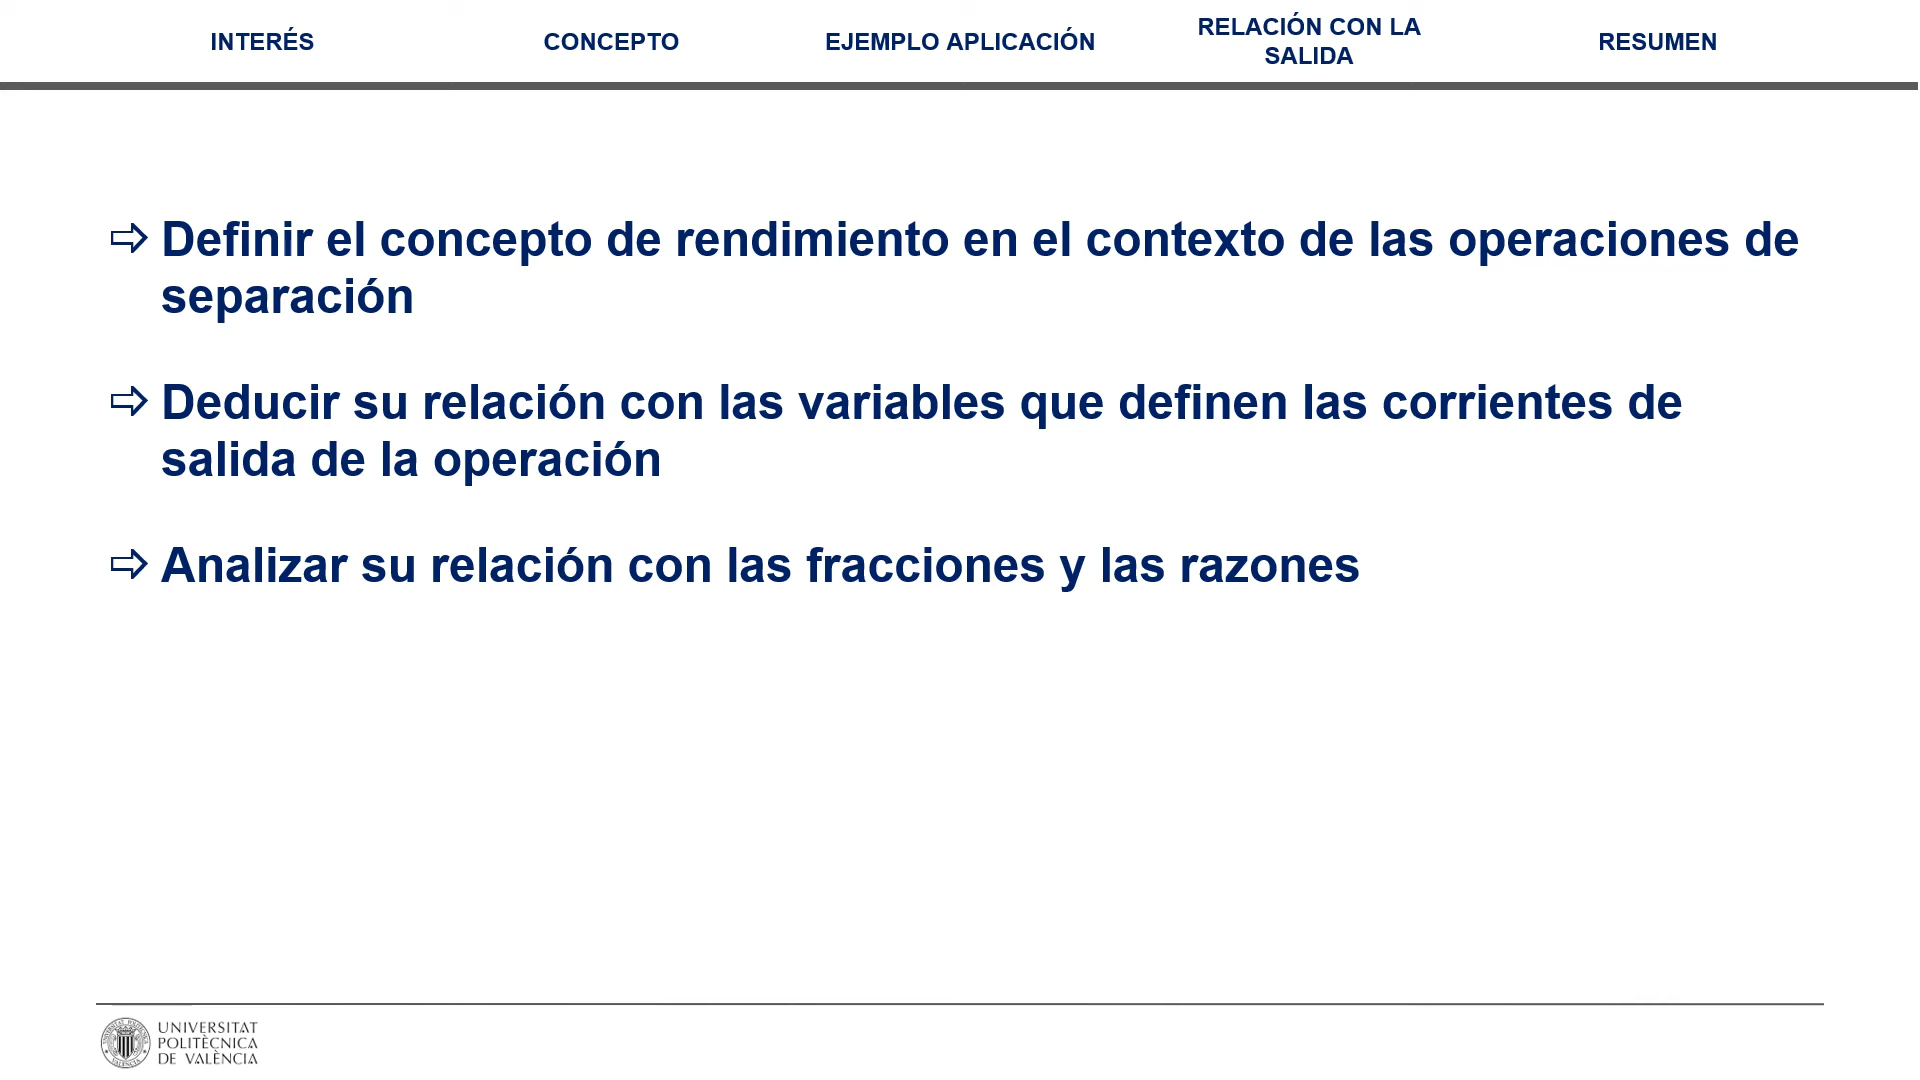 INTERÉS
CONCEPTO
EJEMPLO APLICACIÓN
RELACIÓN CON LA
SALIDA
RESUMEN
⇨ Definir el concepto de rendimiento en el contexto de las operaciones de
separación
⇨ Deducir su relación con las variables que definen las corrientes de
salida de la operación
⇨ Analizar su relación con las fracciones y las razones
UNIVERSITAT
POLITÈCNICA
DE VALÈNCIA